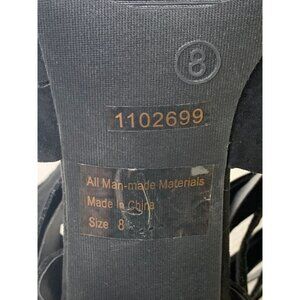 8
1102699
All Man-made Materials
Made in China
Size 8